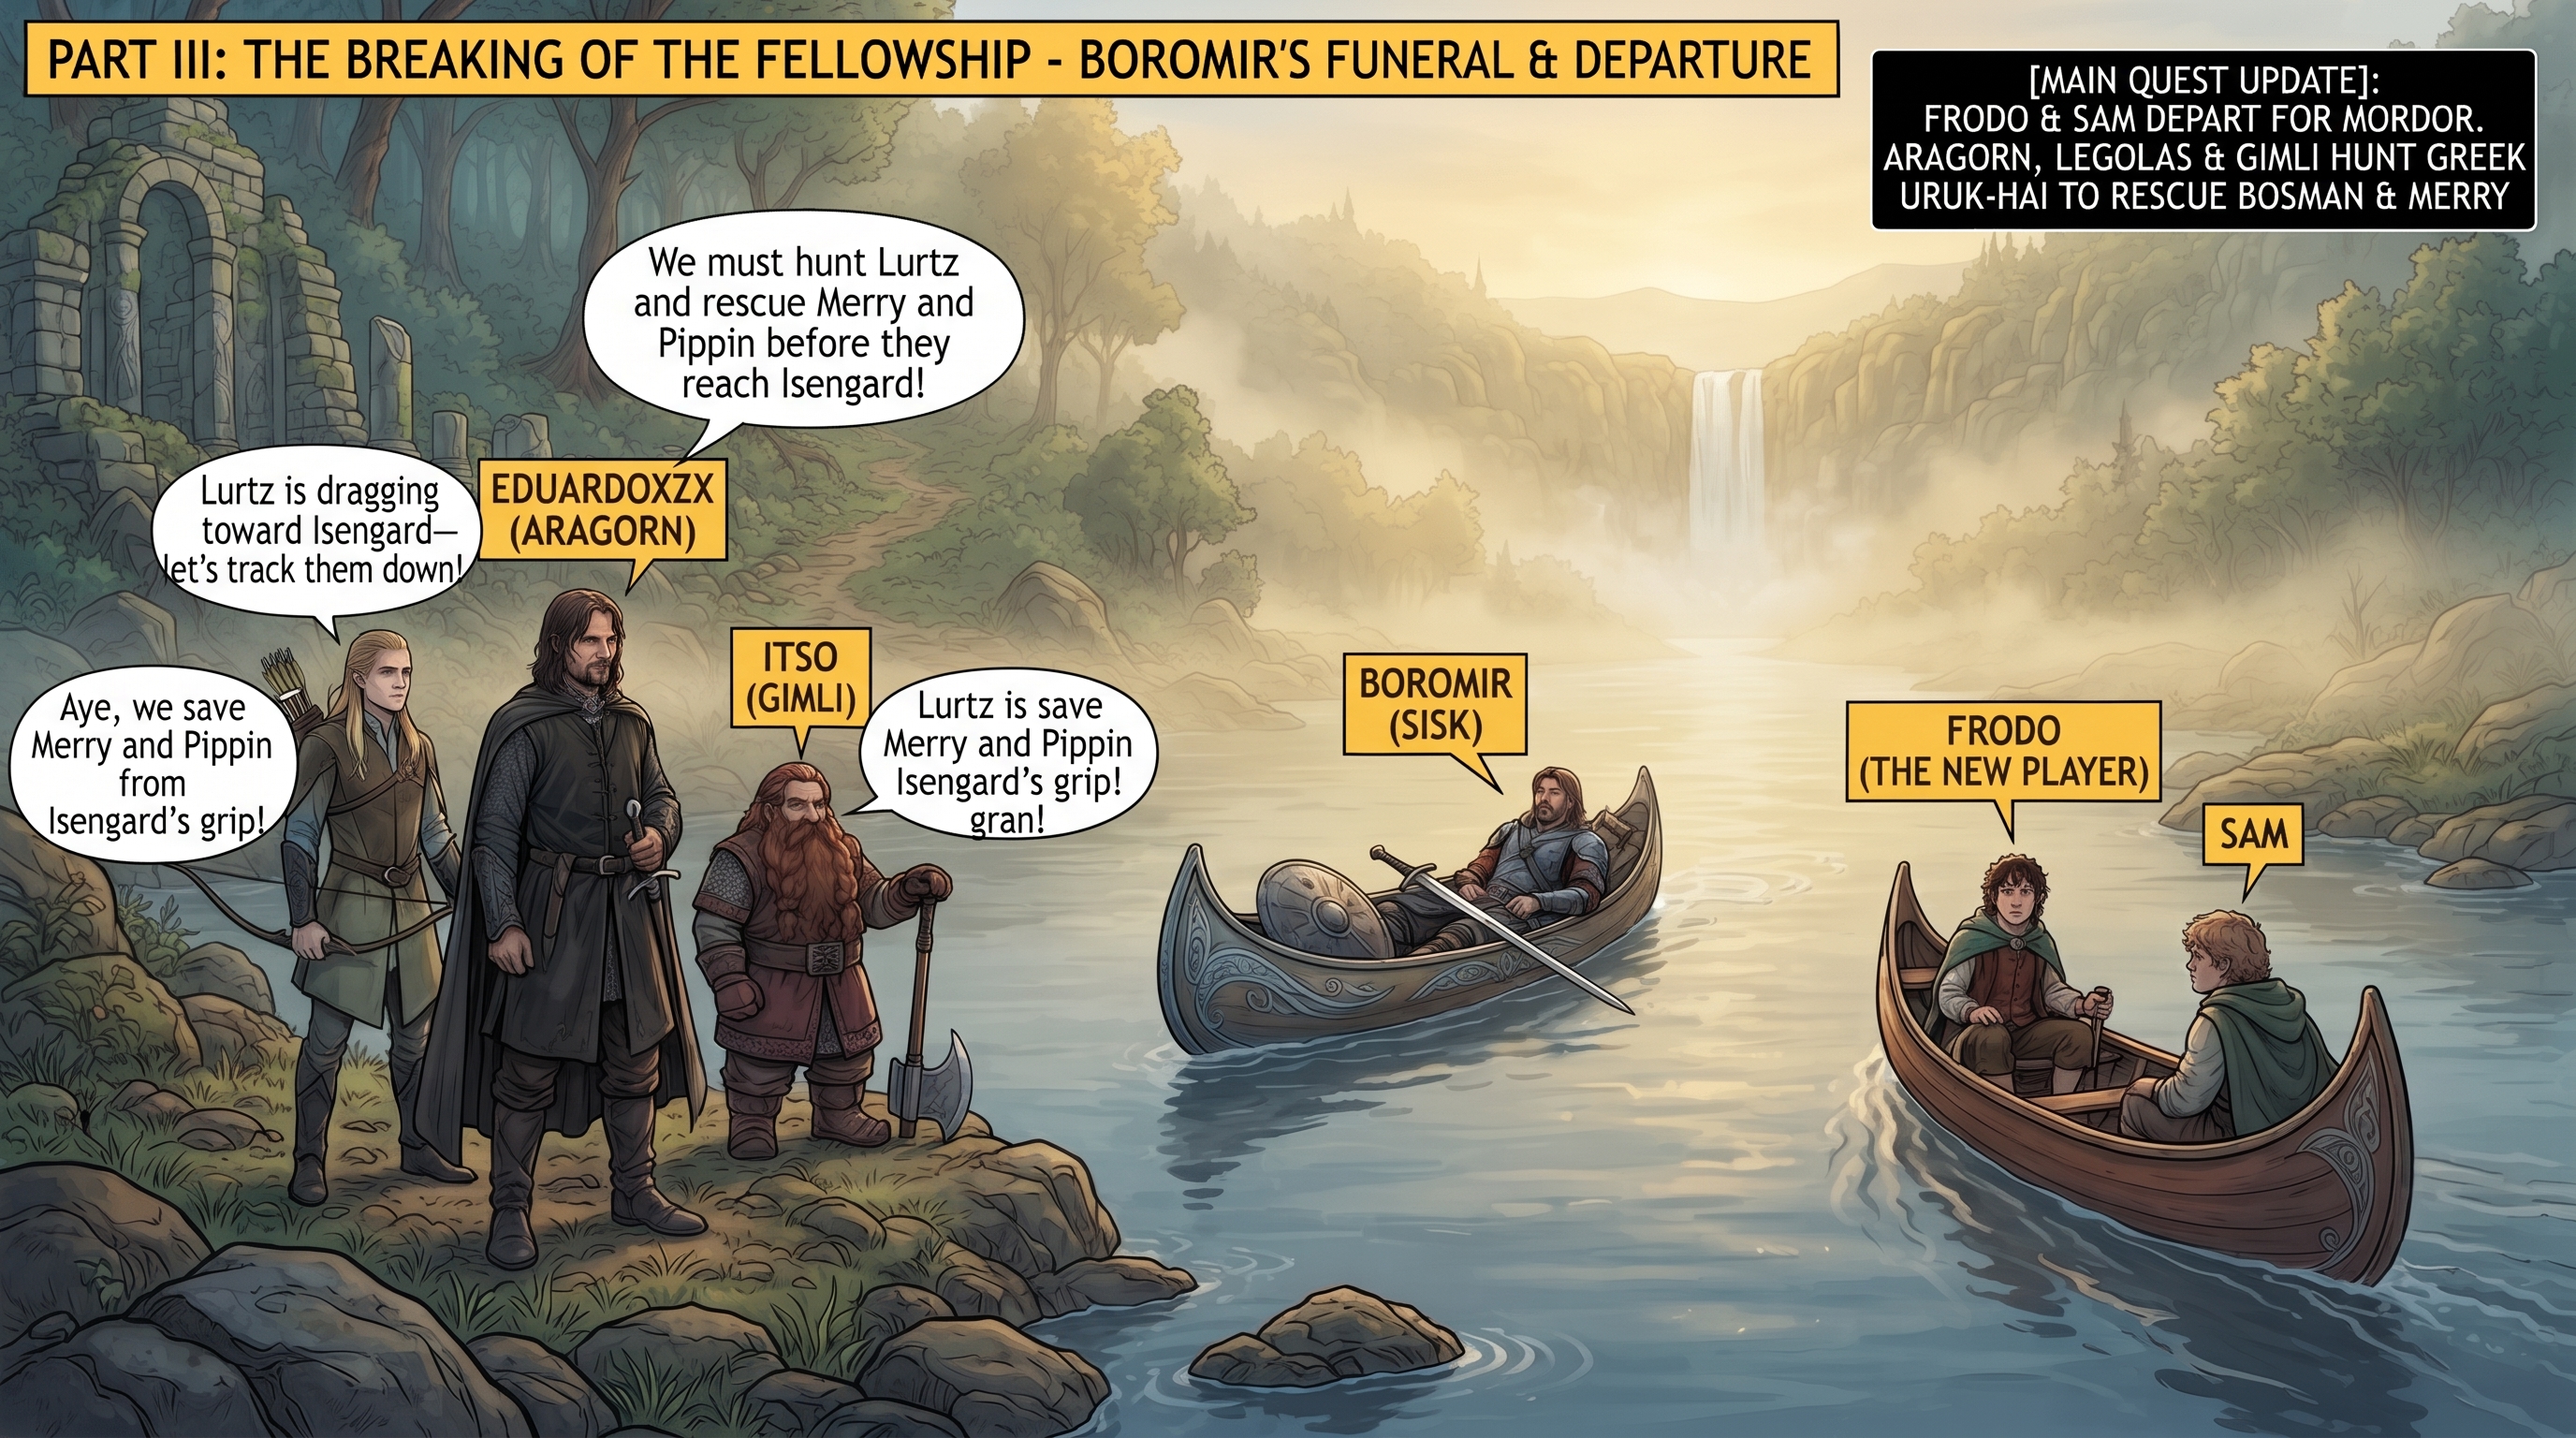 PART III: THE BREAKING OF THE FELLOWSHIP - BOROMIR'S FUNERAL & DEPARTURE
[MAIN QUEST UPDATE]:
FRODO & SAM DEPART FOR MORDOR.
ARAGORN, LEGOLAS & GIMLI HUNT GREEK
URUK-HAI TO RESCUE BOSMAN & MERRY
We must hunt Lurtz
and rescue Merry and
Pippin before they
reach Isengard!
Lurtz is dragging
toward Isengard—
let's track them down!
EDUARDOXZX
(ARAGORN)
Aye, we save
Merry and Pippin
from
Isengard's grip!
ITSO
(GIMLI)
Lurtz is save
Merry and Pippin
Isengard's grip!
gran!
BOROMIR
(SISK)
FRODO
(THE NEW PLAYER)
SAM